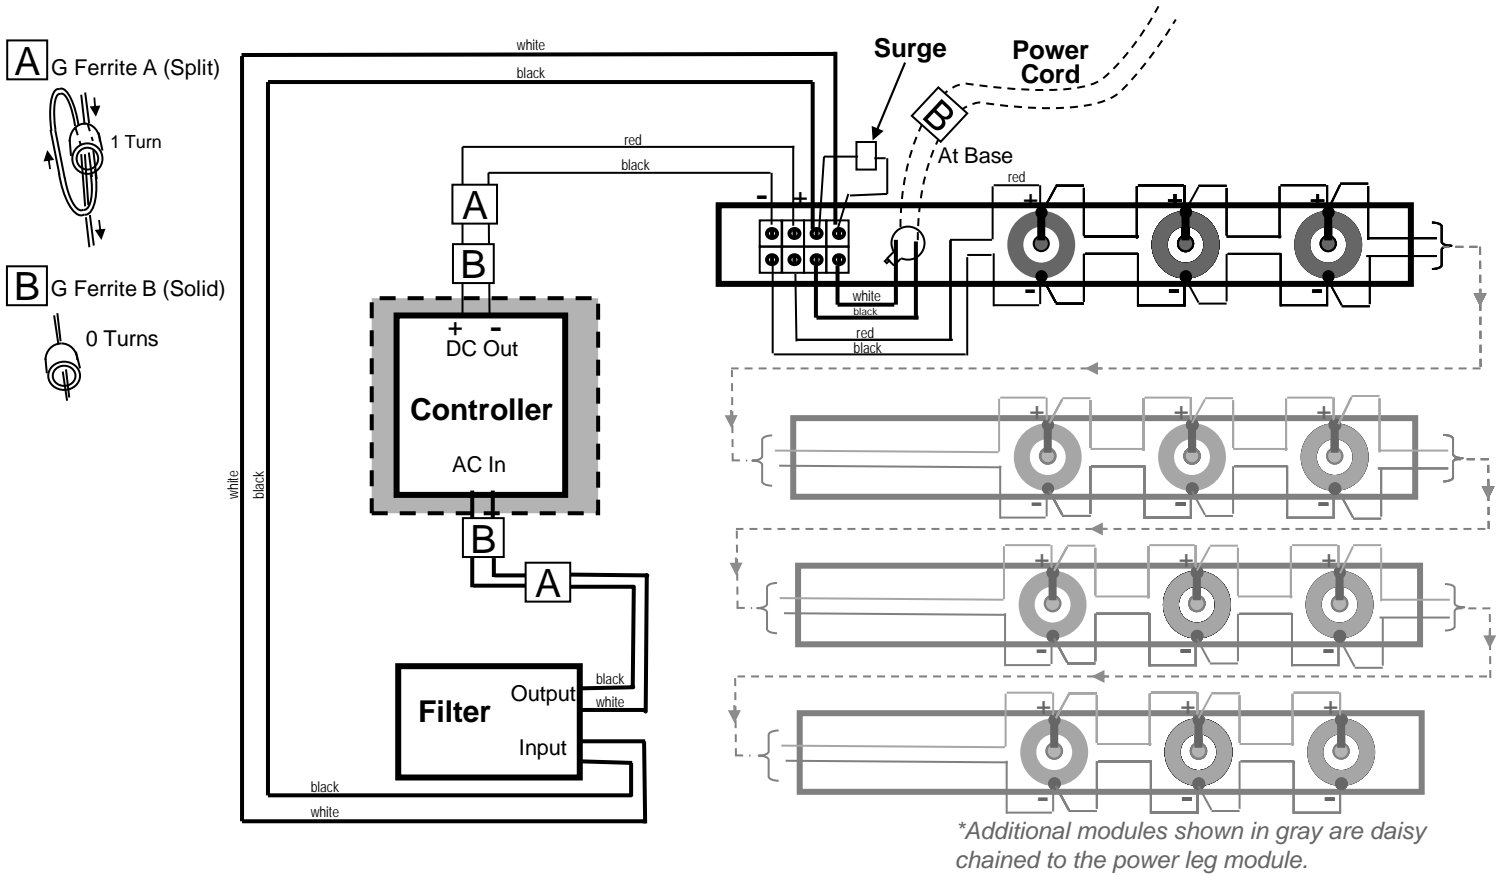 A G Ferrite A (Split)
1 Turn
B G Ferrite B (Solid)
0 Turns
white
black
red
black
Surge
Power
Cord
B
At Base
red
A
B
- +
+ + +
- - -
white
black
red
black
+ -
DC Out
Controller
AC In
B
A
white
black
Filter
Output
Input
black
white
black
white
+ + +
- - -
+ + +
- - -
+ + +
- - -
*Additional modules shown in gray are daisy
chained to the power leg module.